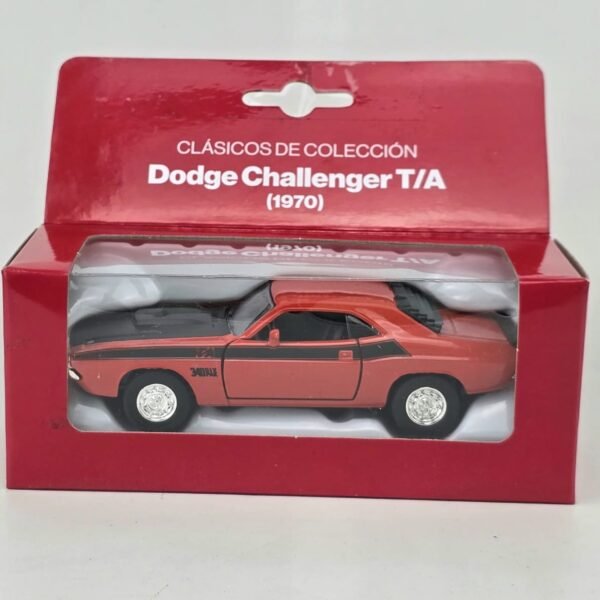 CLÁSICOS DE COLECCIÓN
Dodge Challenger T/A
(1970)